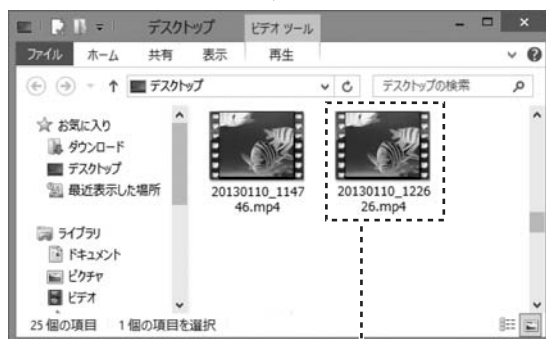 デスクトップ ビデオ ツール
ファイル ホーム 共有 表示 再生
デスクトップ デスクトップの検索
お気に入り
ダウンロード
デスクトップ
最近表示した場所
ライブラリ
ドキュメント
ピクチャ
ビデオ
20130110_1147
46.mp4
20130110_1226
26.mp4
25 個の項目 1 個の項目を選択